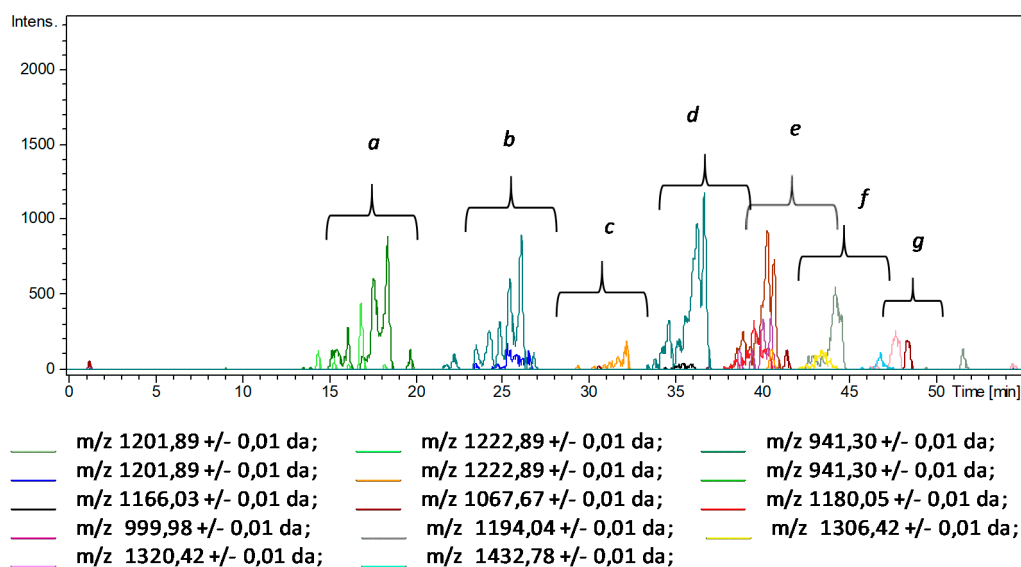 Intens.
2000
1500
1000
500
0
a
b
c
d
e
f
g
0 5 10 15 20 25 30 35 40 45 50 Time [min]
m/z 1201,89 +/- 0,01 da; m/z 1222,89 +/- 0,01 da; m/z 941,30 +/- 0,01 da;
m/z 1201,89 +/- 0,01 da; m/z 1222,89 +/- 0,01 da; m/z 941,30 +/- 0,01 da;
m/z 1166,03 +/- 0,01 da; m/z 1067,67 +/- 0,01 da; m/z 1180,05 +/- 0,01 da;
m/z 999,98 +/- 0,01 da; m/z 1194,04 +/- 0,01 da; m/z 1306,42 +/- 0,01 da;
m/z 1320,42 +/- 0,01 da; m/z 1432,78 +/- 0,01 da;